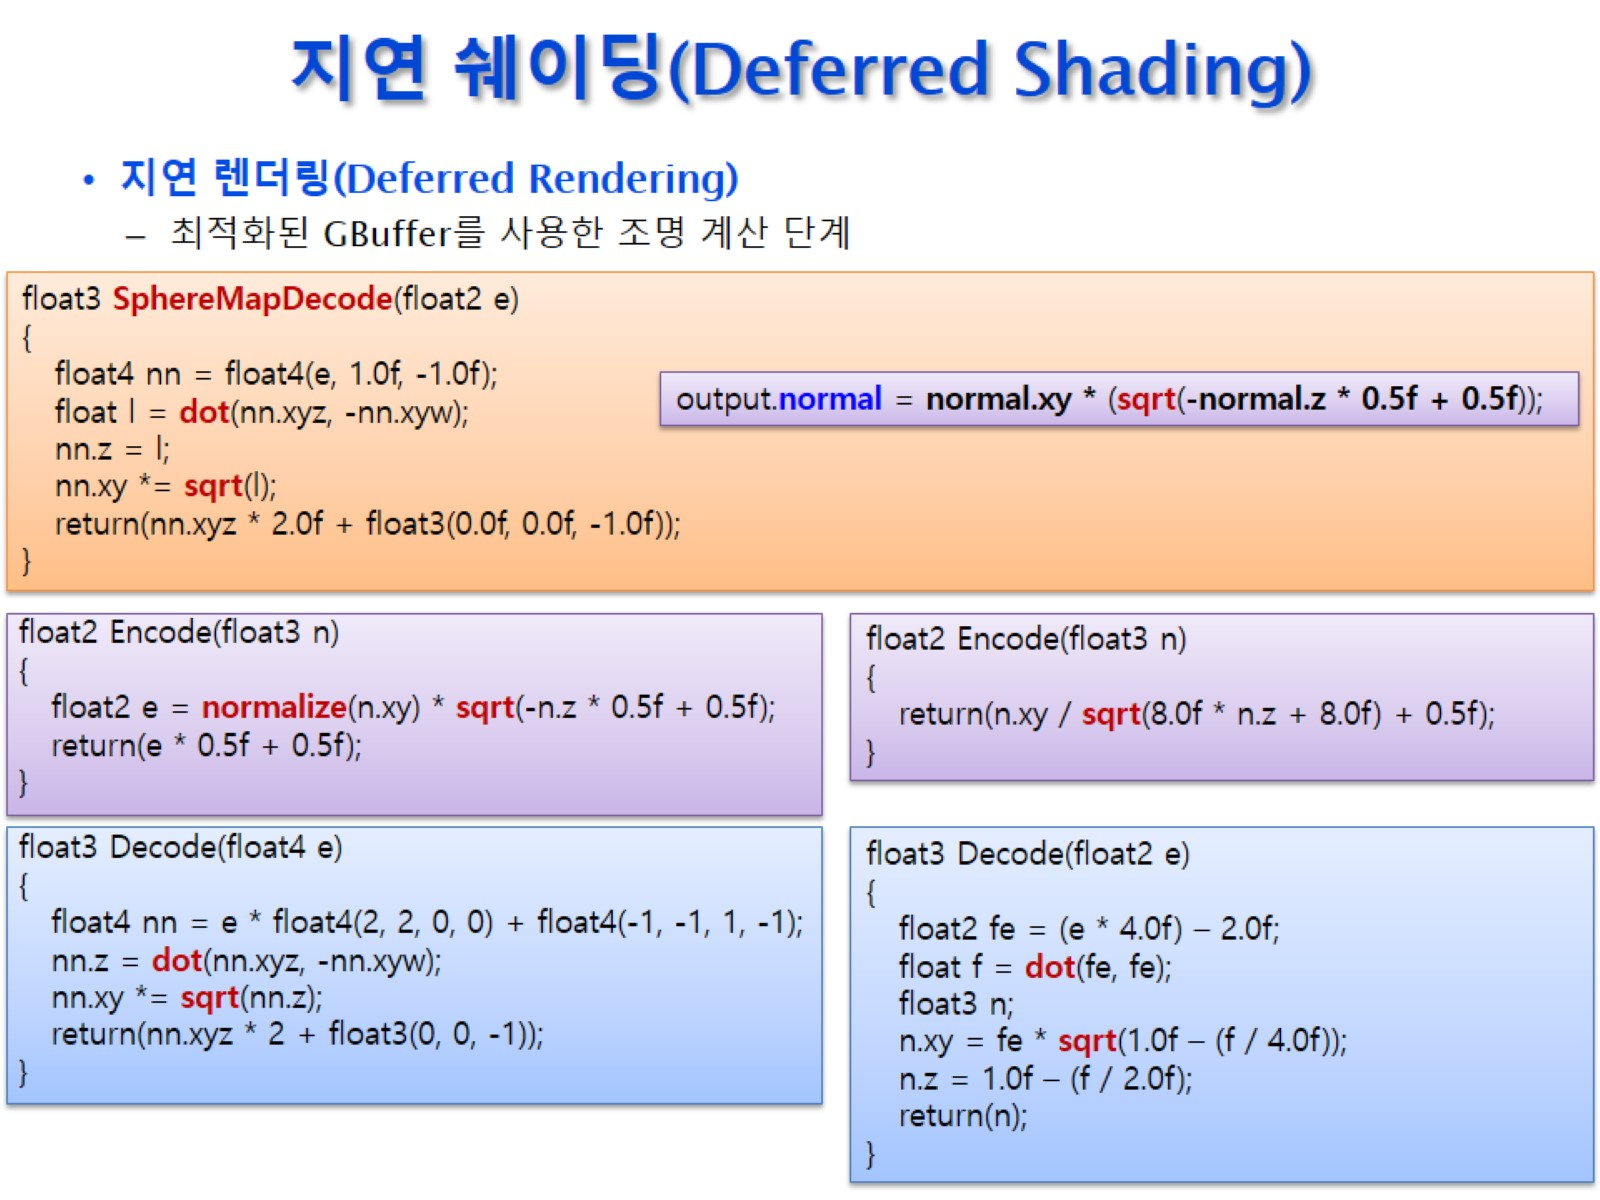 지연 쉐이딩(Deferred Shading)
• 지연 렌더링(Deferred Rendering)
– 최적화된 GBuffer를 사용한 조명 계산 단계
float3 SphereMapDecode(float2 e)
{
float4 nn = float4(e, 1.0f, -1.0f);
float l = dot(nn.xyz, -nn.xyw);
nn.z = l;
nn.xy *= sqrt(l);
return(nn.xyz * 2.0f + float3(0.0f, 0.0f, -1.0f));
}
output.normal = normal.xy * (sqrt(-normal.z * 0.5f + 0.5f));
float2 Encode(float3 n)
{
float2 e = normalize(n.xy) * sqrt(-n.z * 0.5f + 0.5f);
return(e * 0.5f + 0.5f);
}
float2 Encode(float3 n)
{
return(n.xy / sqrt(8.0f * n.z + 8.0f) + 0.5f);
}
float3 Decode(float4 e)
{
float4 nn = e * float4(2, 2, 0, 0) + float4(-1, -1, 1, -1);
nn.z = dot(nn.xyz, -nn.xyw);
nn.xy *= sqrt(nn.z);
return(nn.xyz * 2 + float3(0, 0, -1));
}
float3 Decode(float2 e)
{
float2 fe = (e * 4.0f) – 2.0f;
float f = dot(fe, fe);
float3 n;
n.xy = fe * sqrt(1.0f – (f / 4.0f));
n.z = 1.0f – (f / 2.0f);
return(n);
}